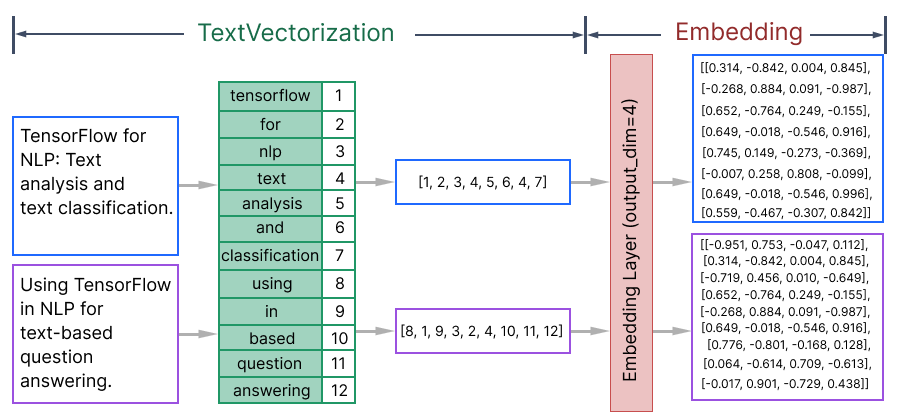 TextVectorization
Embedding
TensorFlow for
NLP: Text
analysis and
text classification.
Using TensorFlow
in NLP for
text-based
question
answering.
tensorflow 1
for 2
nlp 3
text 4
analysis 5
and 6
classification 7
using 8
in 9
based 10
question 11
answering 12
[1, 2, 3, 4, 5, 6, 4, 7]
[8, 1, 9, 3, 2, 4, 10, 11, 12]
Embedding Layer (output_dim=4)
[[0.314, -0.842, 0.004, 0.845],
[-0.268, 0.884, 0.091, -0.987],
[0.652, -0.764, 0.249, -0.155],
[0.649, -0.018, -0.546, 0.916],
[0.745, 0.149, -0.273, -0.369],
[-0.007, 0.258, 0.808, -0.099],
[0.649, -0.018, -0.546, 0.996],
[0.559, -0.467, -0.307, 0.842]]
[[-0.951, 0.753, -0.047, 0.112],
[0.314, -0.842, 0.004, 0.845],
[-0.719, 0.456, 0.010, -0.649],
[0.652, -0.764, 0.249, -0.155],
[-0.268, 0.884, 0.091, -0.987],
[0.649, -0.018, -0.546, 0.916],
[0.776, -0.801, -0.168, 0.128],
[0.064, -0.614, 0.709, -0.613],
[-0.017, 0.901, -0.729, 0.438]]